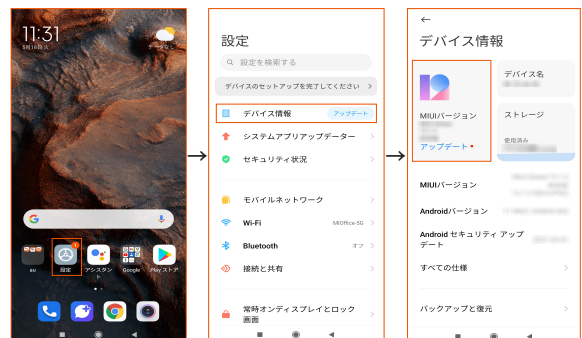 11:31
5月18日 火
データなし
G
au
設定
アシスタント
Google
Play ストア
設定
設定を検索する
デバイスのセットアップを完了してください
デバイス情報
アップデート
システムアプリアップデーター
セキュリティ状況
モバイルネットワーク
Wi-Fi
MIOffice-5G
Bluetooth
オフ
接続と共有
常時オンディスプレイとロック
画面
デバイス情報
MIUIバージョン
アップデート
デバイス名
ストレージ
使用済み
MIUIバージョン
Androidバージョン
Android セキュリティ アップ
デート
すべての仕様
バックアップと復元